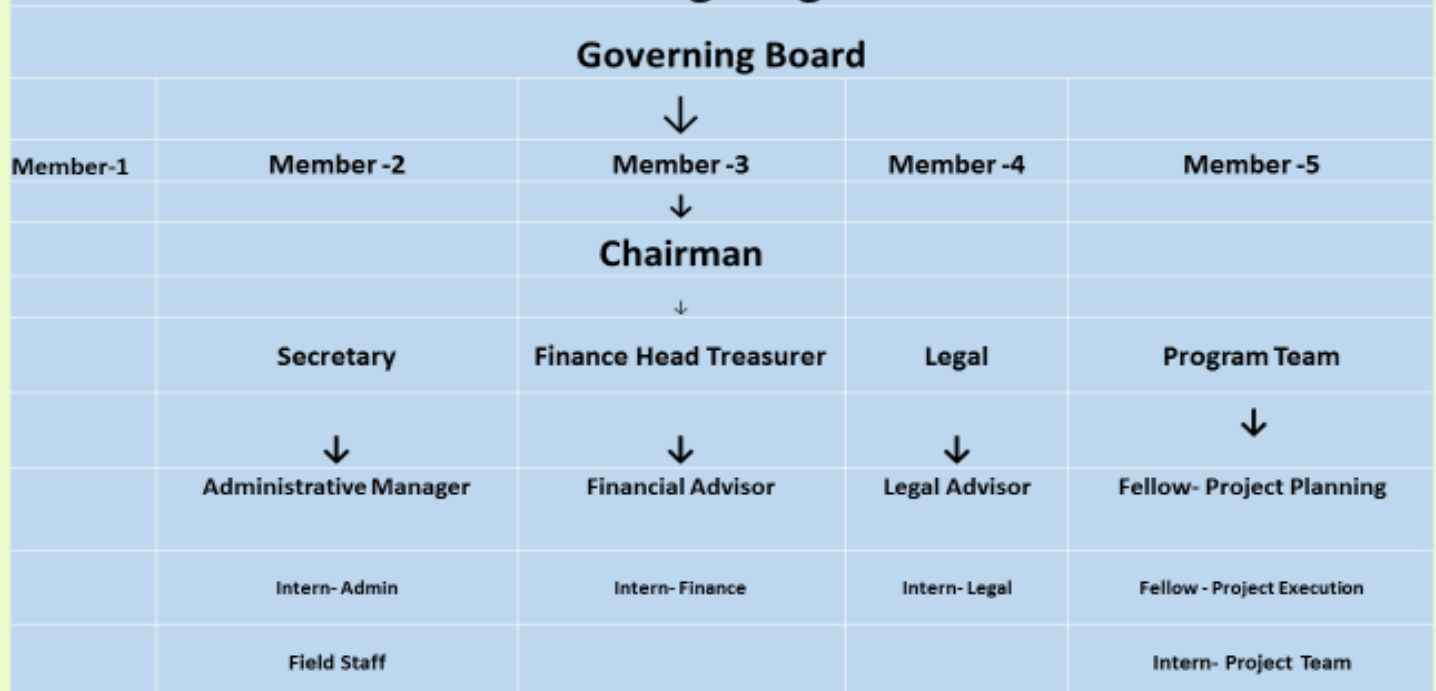 Governing Board
↓
Member-1 Member -2 Member -3 Member -4 Member -5
↓
Chairman
↓
Secretary Finance Head Treasurer Legal Program Team
↓ ↓ ↓ ↓
Administrative Manager Financial Advisor Legal Advisor Fellow- Project Planning
Intern- Admin Intern- Finance Intern- Legal Fellow - Project Execution
Field Staff Intern- Project Team